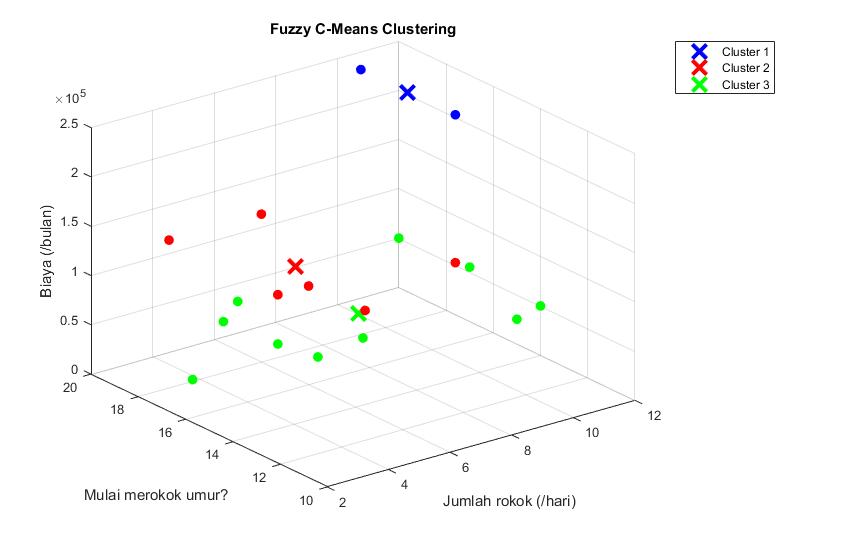 Fuzzy C-Means Clustering
Cluster 1
Cluster 2
Cluster 3
×10⁵
2.5
2
1.5
1
0.5
0
Biaya (/bulan)
20
18
16
14
12
10
Mulai merokok umur?
2
4
6
8
10
12
Jumlah rokok (/hari)